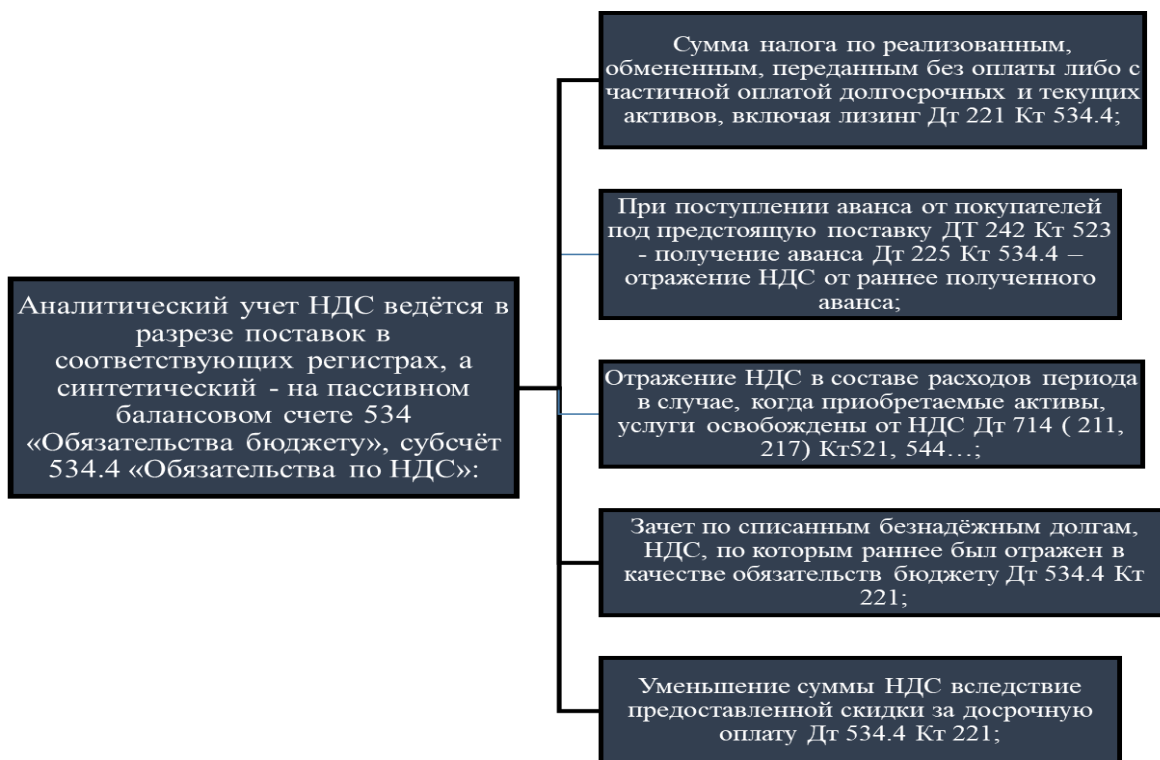 Аналитический учет НДС ведётся в
разрезе поставок в
соответствующих регистрах, а
синтетический - на пассивном
балансовом счете 534
«Обязательства бюджету», субсчёт
534.4 «Обязательства по НДС»:
Сумма налога по реализованным,
обмененным, переданным без оплаты либо с
частичной оплатой долгосрочных и текущих
активов, включая лизинг Дт 221 Кт 534.4;
При поступлении аванса от покупателей
под предстоящую поставку ДТ 242 Кт 523
- получение аванса Дт 225 Кт 534.4 –
отражение НДС от раннее полученного
аванса;
Отражение НДС в составе расходов периода
в случае, когда приобретаемые активы,
услуги освобождены от НДС Дт 714 ( 211,
217) Кт521, 544…;
Зачет по списанным безнадёжным долгам,
НДС, по которым раннее был отражен в
качестве обязательств бюджету Дт 534.4 Кт
221;
Уменьшение суммы НДС вследствие
предоставленной скидки за досрочную
оплату Дт 534.4 Кт 221;